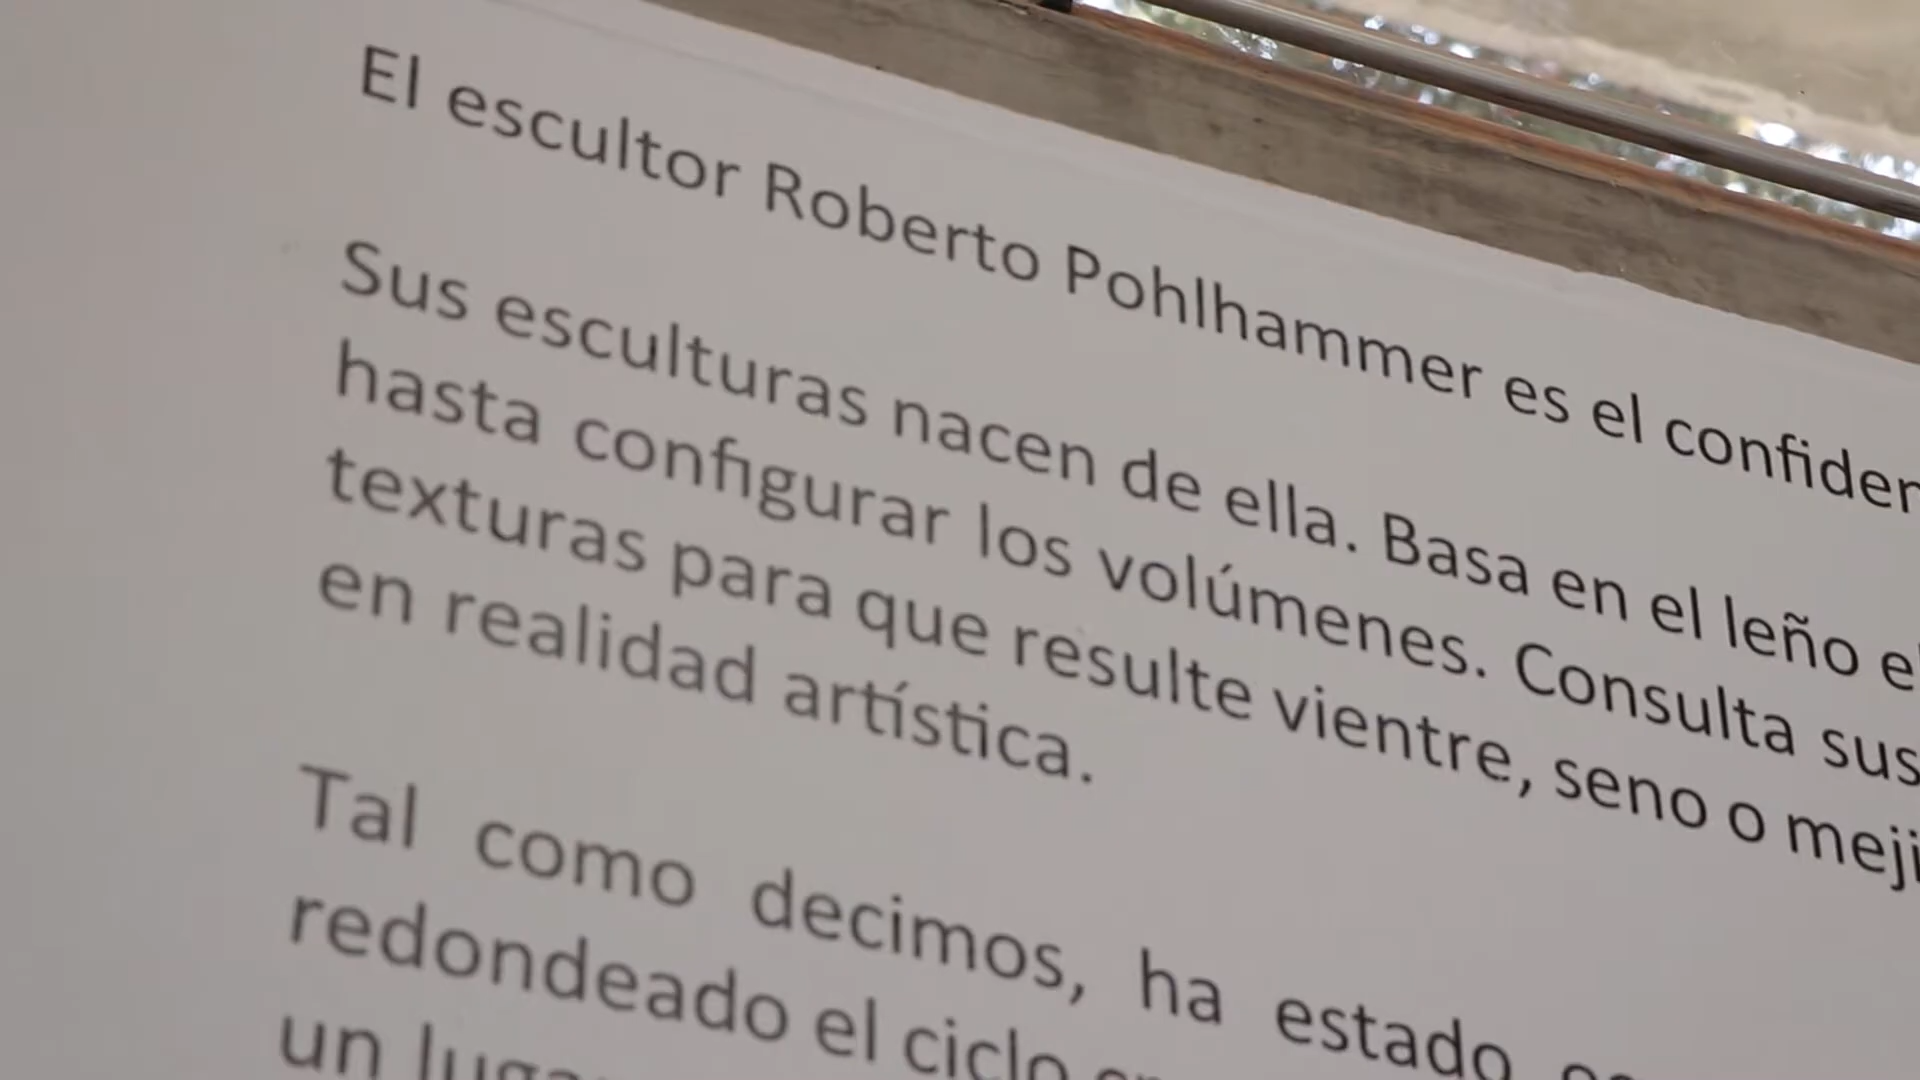 El escultor Roberto Pohlhammer es el
Sus esculturas nacen de ella. Basa en el leño
hasta configurar los volúmenes. Consulta sus
texturas para que resulte vientre, seno o
en realidad artística.
Tal como decimos, ha estado
redondeado el ciclo
un